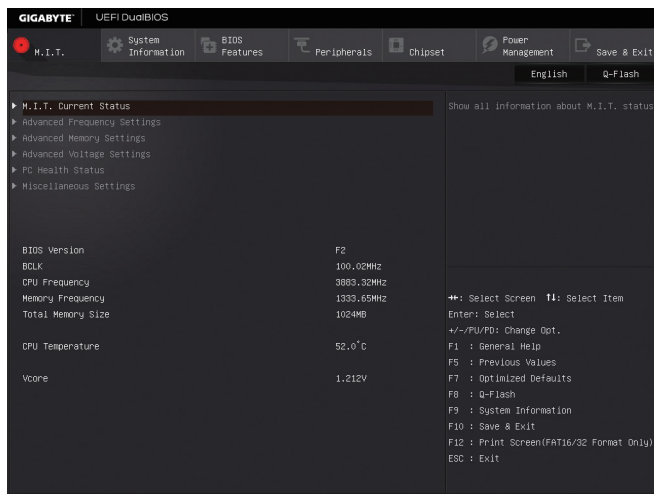 GIGABYTE™ UEFI DualBIOS
M.I.T.
System Information
BIOS Features
Peripherals
Chipset
Power Management
Save & Exit
English
Q-Flash
M.I.T. Current Status
Advanced Frequency Settings
Advanced Memory Settings
Advanced Voltage Settings
PC Health Status
Miscellaneous Settings
Show all information about M.I.T. status
BIOS Version F2
BCLK 100.02MHz
CPU Frequency 3883.32MHz
Memory Frequency 1333.65MHz
Total Memory Size 1024MB
CPU Temperature 52.0°C
Vcore 1.212V
→←: Select Screen ↑↓: Select Item
Enter: Select
+/-/PU/PD: Change Opt.
F1 : General Help
F5 : Previous Values
F7 : Optimized Defaults
F8 : Q-Flash
F9 : System Information
F10 : Save & Exit
F12 : Print Screen(FAT16/32 Format Only)
ESC : Exit